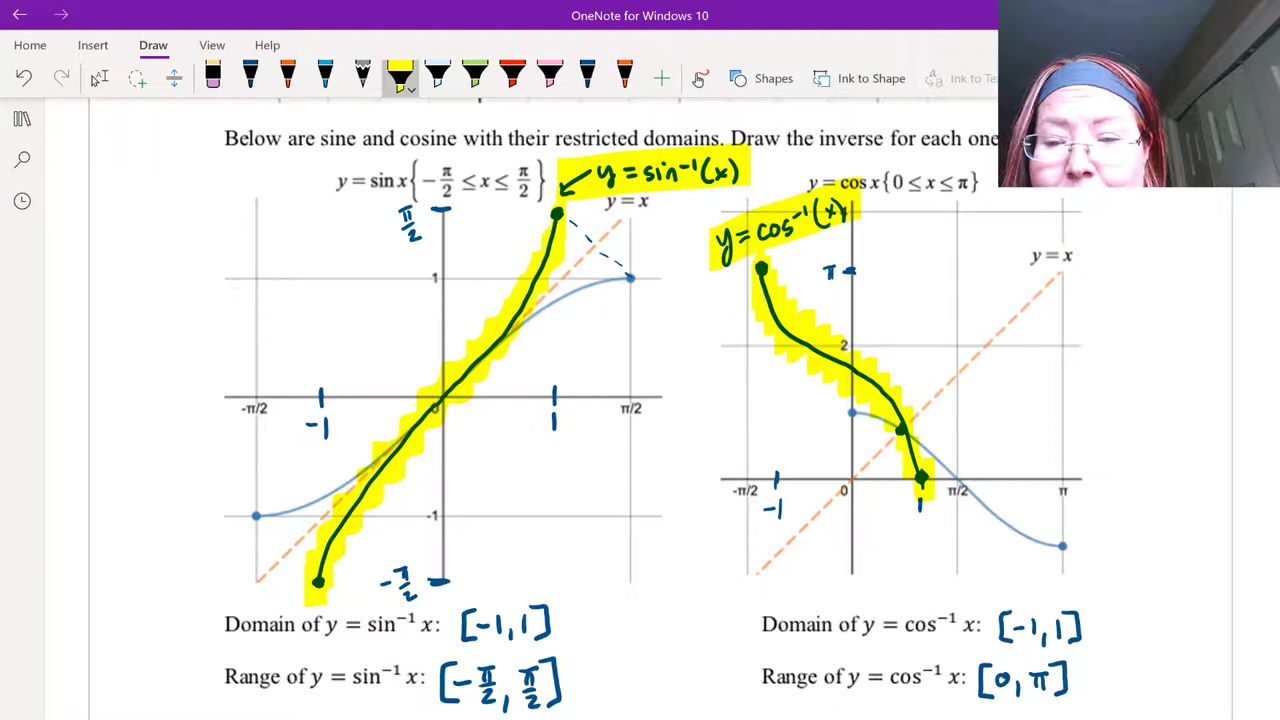 OneNote for Windows 10
Home Insert Draw View Help
Shapes Ink to Shape Ink to
Below are sine and cosine with their restricted domains. Draw the inverse for each
y = sin x{−π/2 ≤ x ≤ π/2}
y = sin⁻¹(x)
y = x
π/2
1
-π/2 -1 0 1 π/2
-1
-π/2
y = cos x{0 ≤ x ≤ π}
y = cos⁻¹(x)
π
y = x
2
-π/2 -1 0 1 π/2 π
Domain of y = sin⁻¹ x: [-1, 1]
Range of y = sin⁻¹ x: [-π/2, π/2]
Domain of y = cos⁻¹ x: [-1, 1]
Range of y = cos⁻¹ x: [0, π]